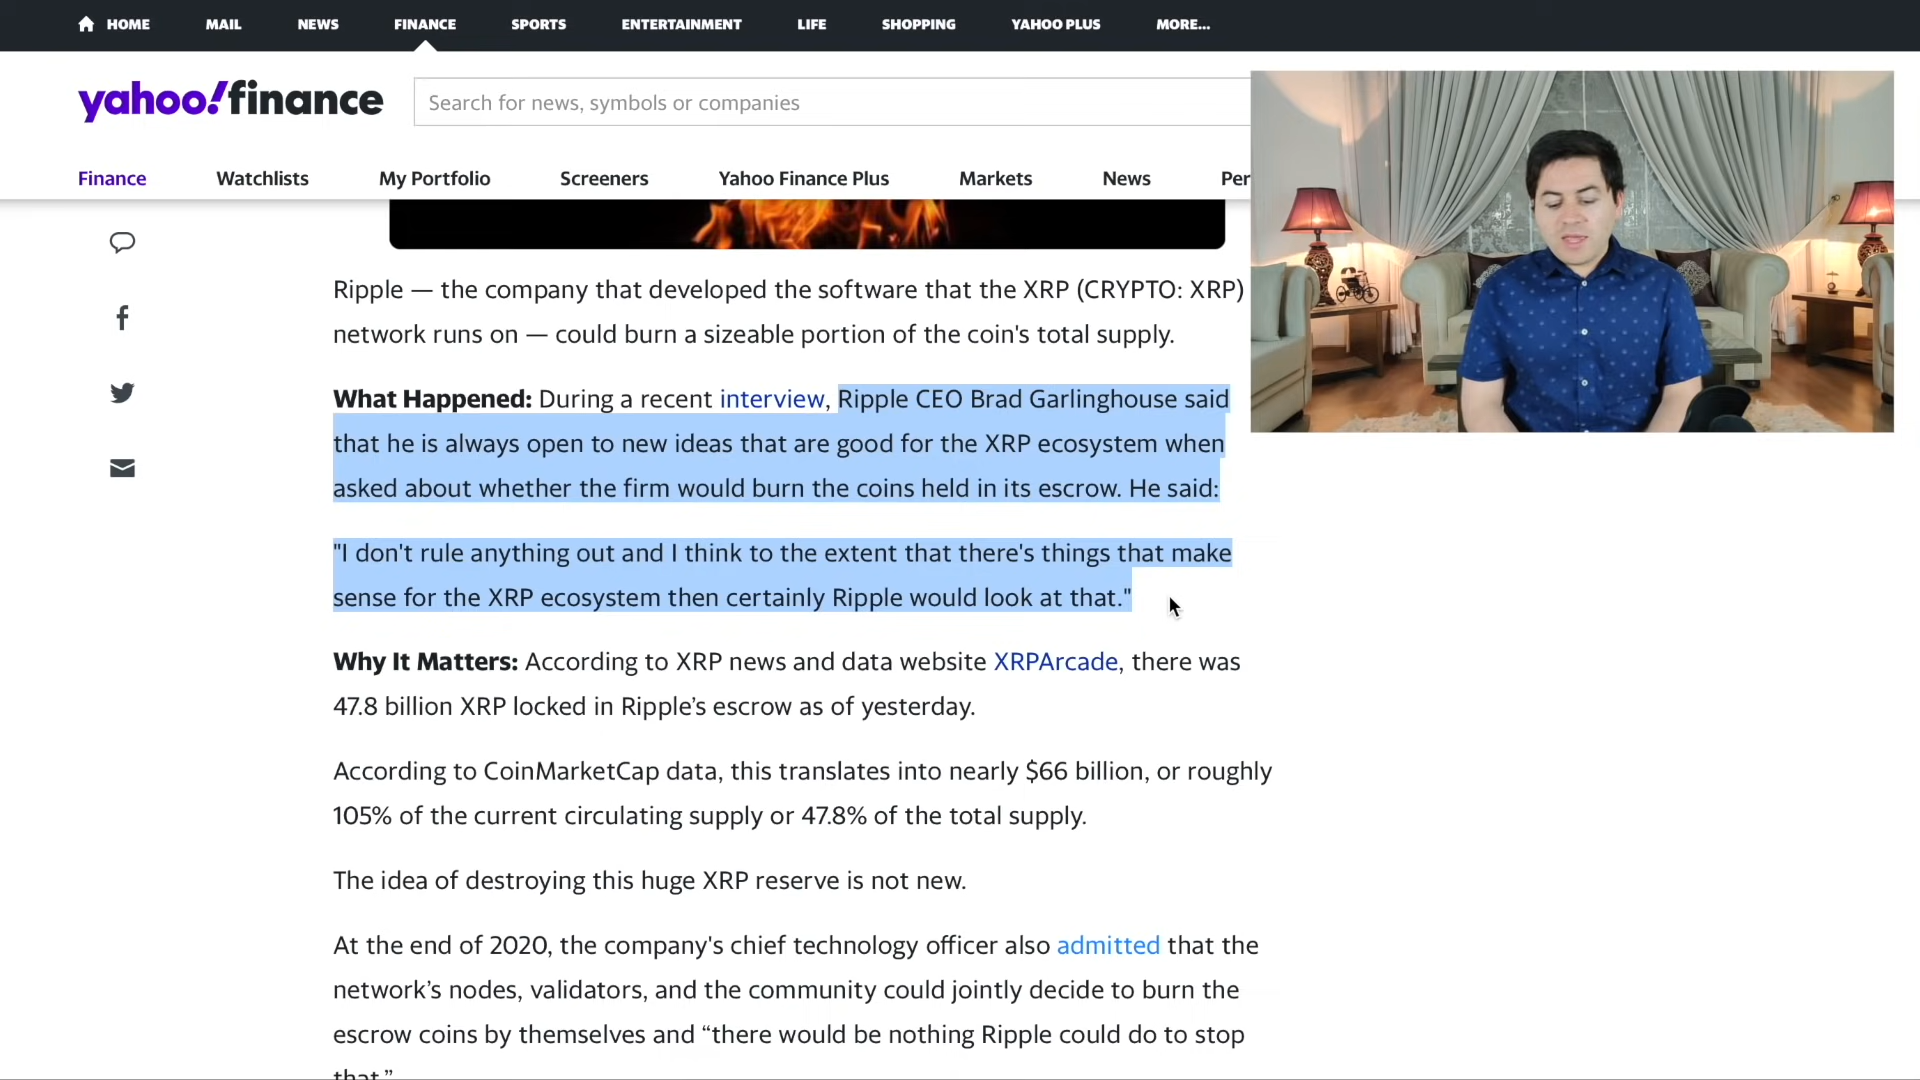 HOME MAIL NEWS FINANCE SPORTS ENTERTAINMENT LIFE SHOPPING YAHOO PLUS MORE...
yahoo!finance
Search for news, symbols or companies
Finance Watchlists My Portfolio Screeners Yahoo Finance Plus Markets News Per
Ripple — the company that developed the software that the XRP (CRYPTO: XRP)
network runs on — could burn a sizeable portion of the coin's total supply.
What Happened: During a recent interview, Ripple CEO Brad Garlinghouse said
that he is always open to new ideas that are good for the XRP ecosystem when
asked about whether the firm would burn the coins held in its escrow. He said:
"I don't rule anything out and I think to the extent that there's things that make
sense for the XRP ecosystem then certainly Ripple would look at that."
Why It Matters: According to XRP news and data website XRPArcade, there was
47.8 billion XRP locked in Ripple’s escrow as of yesterday.
According to CoinMarketCap data, this translates into nearly $66 billion, or roughly
105% of the current circulating supply or 47.8% of the total supply.
The idea of destroying this huge XRP reserve is not new.
At the end of 2020, the company's chief technology officer also admitted that the
network’s nodes, validators, and the community could jointly decide to burn the
escrow coins by themselves and “there would be nothing Ripple could do to stop
that.”